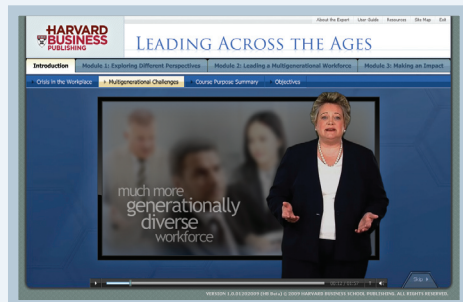 About the Expert User Guide Resources Site Map Exit
HARVARD
BUSINESS
PUBLISHING
LEADING ACROSS THE AGES
Introduction Module 1: Exploring Different Perspectives Module 2: Leading a Multigenerational Workforce Module 3: Making an Impact
Crisis in the Workplace Multigenerational Challenges Course Purpose Summary Objectives
much more
generationally
diverse
workforce
Skip
© 2009 HARVARD BUSINESS SCHOOL PUBLISHING. ALL RIGHTS RESERVED.